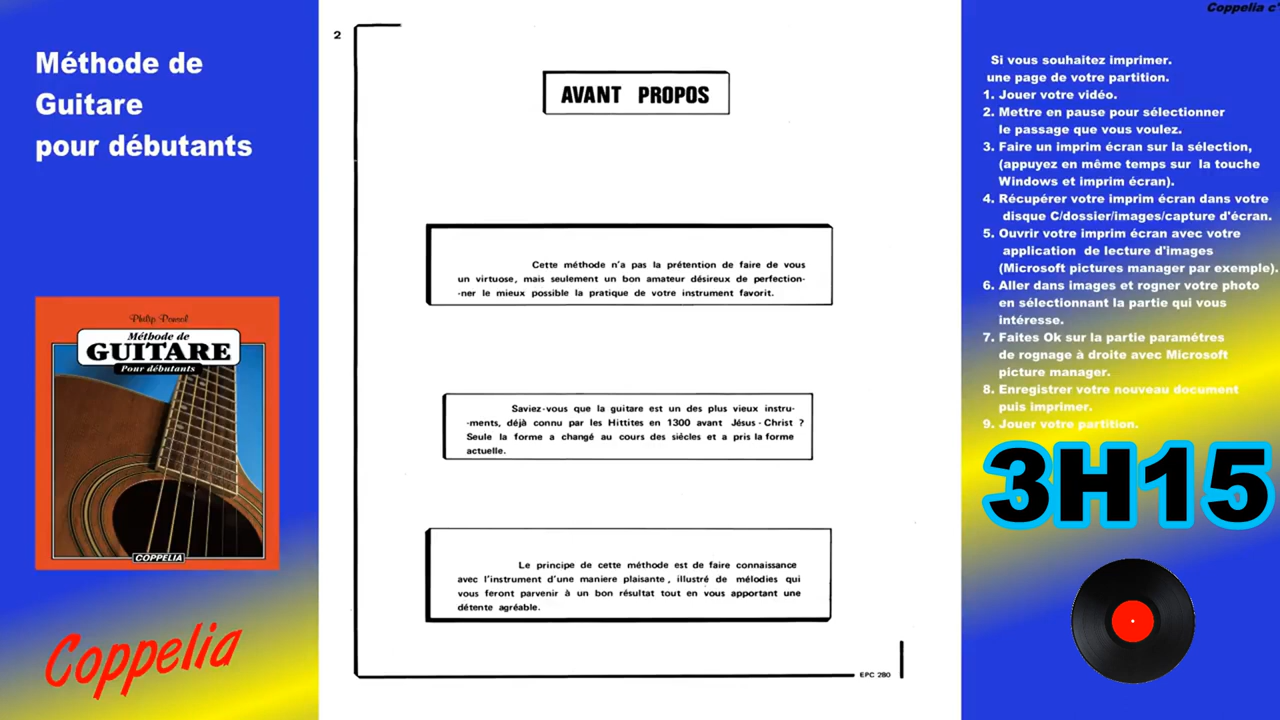 Coppelia c'
Méthode de
Guitare
pour débutants
Philip Penrod
Méthode de
GUITARE
Pour débutants
COPPELIA
Coppelia
2
AVANT PROPOS
Cette méthode n'a pas la prétention de faire de vous
un virtuose, mais seulement un bon amateur désireux de perfection-
-ner le mieux possible la pratique de votre instrument favorit.
Saviez-vous que la guitare est un des plus vieux instru-
-ments, déjà connu par les Hittites en 1300 avant Jésus-Christ ?
Seule la forme a changé au cours des siècles et a pris la forme
actuelle.
Le principe de cette méthode est de faire connaissance
avec l'instrument d'une maniere plaisante, illustré de mélodies qui
vous feront parvenir à un bon résultat tout en vous apportant une
détente agréable.
EPC 280
Si vous souhaitez imprimer.
une page de votre partition.
1. Jouer votre vidéo.
2. Mettre en pause pour sélectionner
le passage que vous voulez.
3. Faire un imprim écran sur la sélection,
(appuyez en même temps sur la touche
Windows et imprim écran).
4. Récupérer votre imprim écran dans votre
disque C/dossier/images/capture d'écran.
5. Ouvrir votre imprim écran avec votre
application de lecture d'images
(Microsoft pictures manager par exemple).
6. Aller dans images et rogner votre photo
en sélectionnant la partie qui vous
intéresse.
7. Faites Ok sur la partie paramétres
de rognage à droite avec Microsoft
picture manager.
8. Enregistrer votre nouveau document
puis imprimer.
9. Jouer votre partition.
3H15